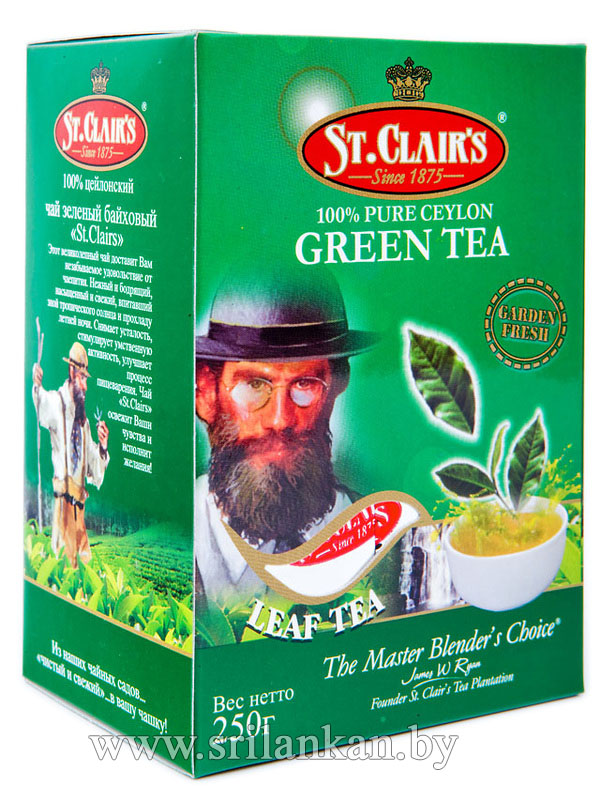 ST.CLAIR'S
Since 1875
100% цейлонский
чай зеленый байховый
«St.Clairs»
Этот великолепный чай доставит Вам
незабываемое удовольствие от
чаепития. Нежный и бодрящий,
насыщенный и свежий, впитавший
зной тропического солнца и прохладу
летней ночи. Снимает усталость,
стимулирует умственную
активность, улучшает
процесс
пищеварения. Чай
«St.Clairs»
освежит Ваши
чувства и
исполнит
желания!
Из наших чайных садов...
"чистый и свежий»...в вашу чашку!
ST.CLAIR'S®
Since 1875
100% PURE CEYLON
GREEN TEA
GARDEN
FRESH
Since 1875
LEAF TEA
The Master Blender's Choice®
James W Ryan
Founder St. Clair's Tea Plantation
Вес нетто
250г
www.srilankan.by